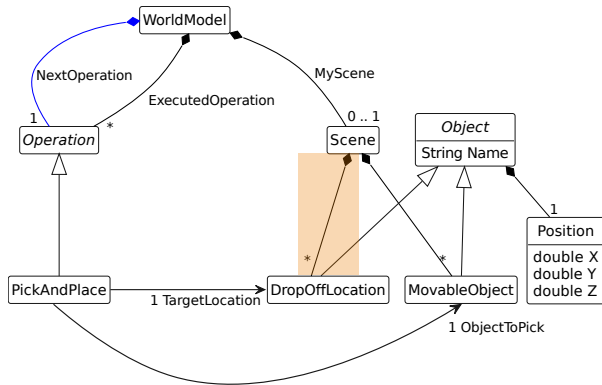 WorldModel
NextOperation
MyScene
ExecutedOperation
1
*
0 .. 1
Operation
Scene
Object
String Name
1
Position
double X
double Y
double Z
*
*
PickAndPlace
DropOffLocation
MovableObject
1 TargetLocation
1 ObjectToPick